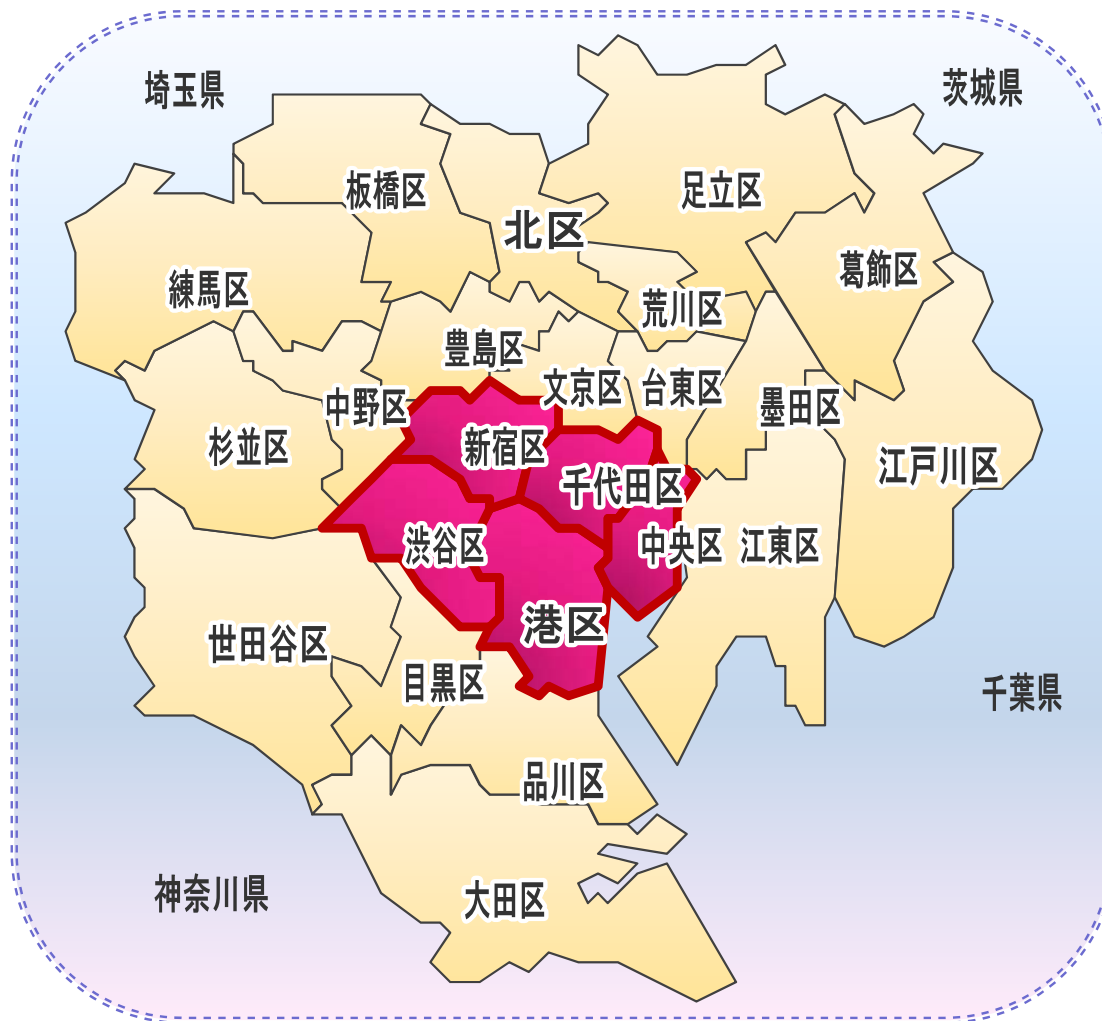 埼玉県
茨城県
板橋区
足立区
北区
葛飾区
練馬区
荒川区
豊島区
文京区
台東区
中野区
墨田区
杉並区
新宿区
江戸川区
千代田区
渋谷区
中央区
江東区
港区
世田谷区
目黒区
千葉県
品川区
神奈川県
大田区